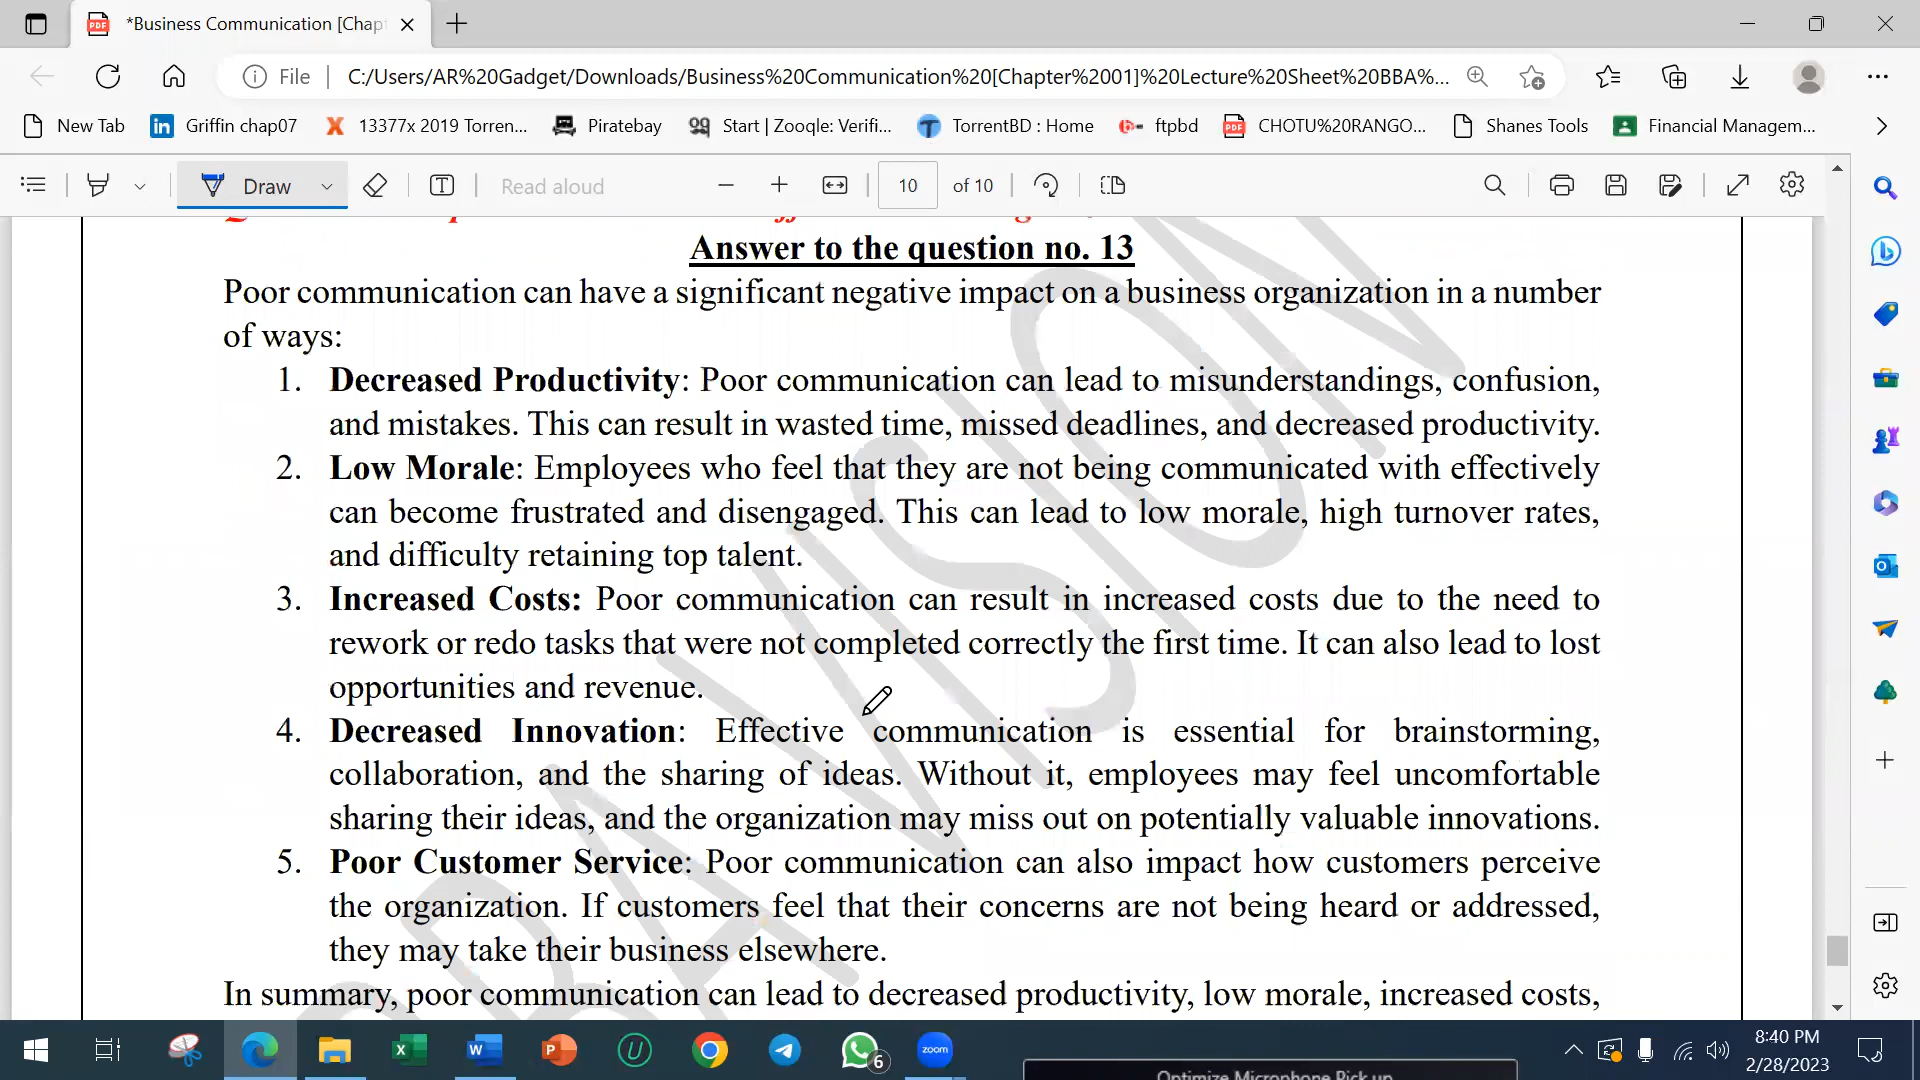 *Business Communication [Chap
File
C:/Users/AR%20Gadget/Downloads/Business%20Communication%20[Chapter%2001]%20Lecture%20Sheet%20BBA%...
New Tab
Griffin chap07
13377x 2019 Torren...
Piratebay
Start | Zooqle: Verifi...
TorrentBD : Home
ftpbd
CHOTU%20RANGO...
Shanes Tools
Financial Managem...
Draw
Read aloud
10
of 10
Answer to the question no. 13
Poor communication can have a significant negative impact on a business organization in a number
of ways:
1. Decreased Productivity: Poor communication can lead to misunderstandings, confusion,
and mistakes. This can result in wasted time, missed deadlines, and decreased productivity.
2. Low Morale: Employees who feel that they are not being communicated with effectively
can become frustrated and disengaged. This can lead to low morale, high turnover rates,
and difficulty retaining top talent.
3. Increased Costs: Poor communication can result in increased costs due to the need to
rework or redo tasks that were not completed correctly the first time. It can also lead to lost
opportunities and revenue.
4. Decreased Innovation: Effective communication is essential for brainstorming,
collaboration, and the sharing of ideas. Without it, employees may feel uncomfortable
sharing their ideas, and the organization may miss out on potentially valuable innovations.
5. Poor Customer Service: Poor communication can also impact how customers perceive
the organization. If customers feel that their concerns are not being heard or addressed,
they may take their business elsewhere.
In summary, poor communication can lead to decreased productivity, low morale, increased costs,
VISION
zoom
6
8:40 PM
2/28/2023
Optimize Microphone Pick up